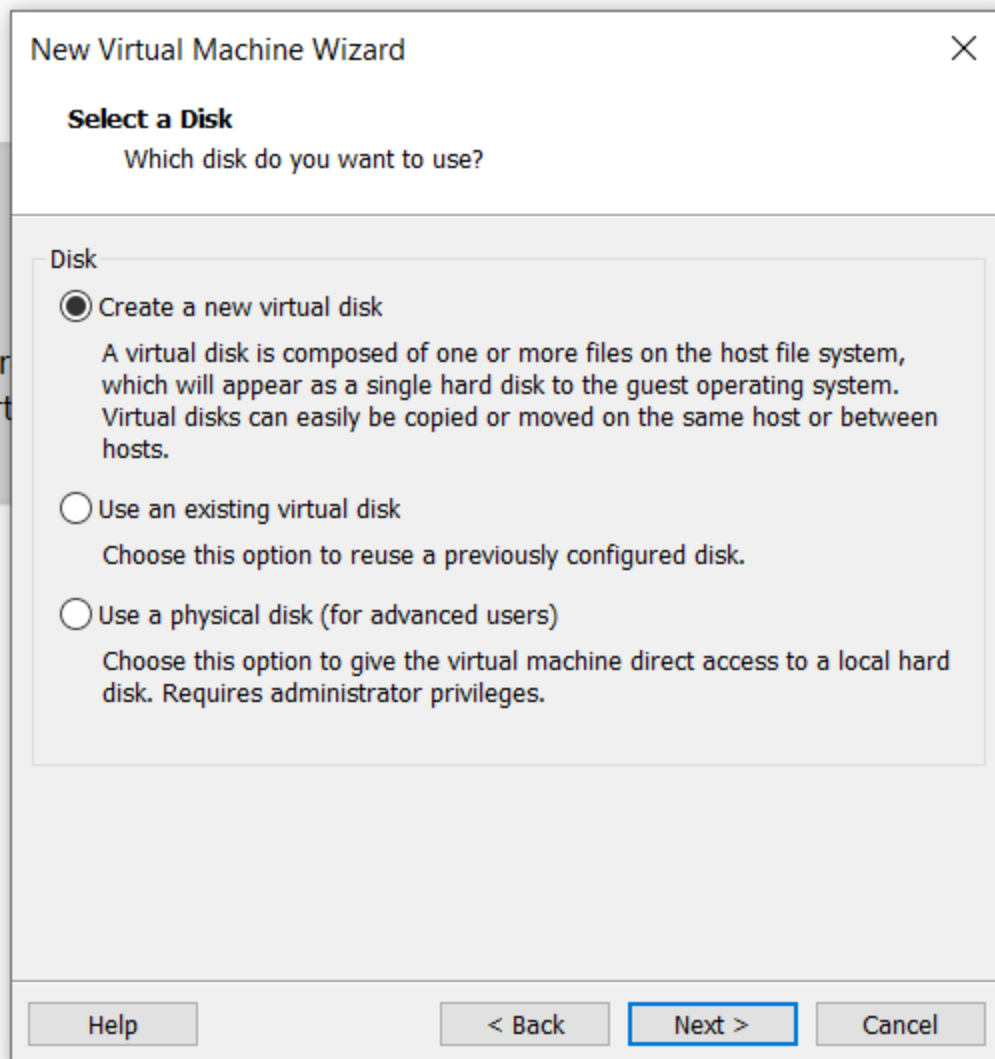 New Virtual Machine Wizard
Select a Disk
Which disk do you want to use?
Disk
Create a new virtual disk
A virtual disk is composed of one or more files on the host file system,
which will appear as a single hard disk to the guest operating system.
Virtual disks can easily be copied or moved on the same host or between
hosts.
Use an existing virtual disk
Choose this option to reuse a previously configured disk.
Use a physical disk (for advanced users)
Choose this option to give the virtual machine direct access to a local hard
disk. Requires administrator privileges.
Help
< Back
Next >
Cancel